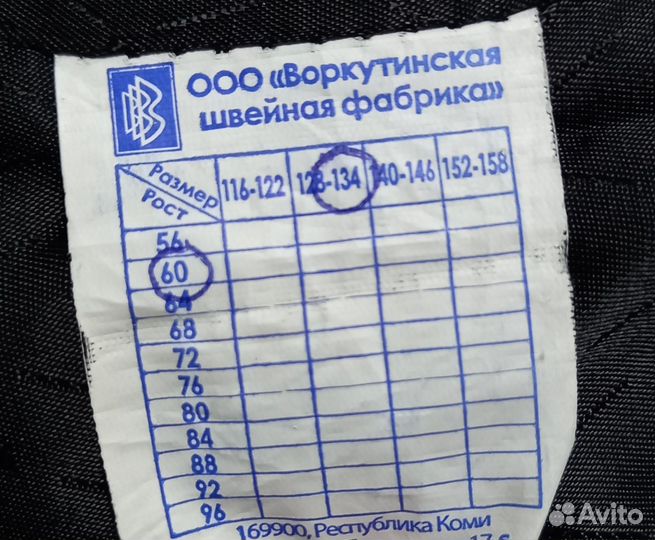 ООО «Воркутинская
швейная фабрика»
Размер
Рост
116-122 128-134 140-146 152-158
56
60
64
68
72
76
80
84
88
92
96
169900, Республика Коми
Avito